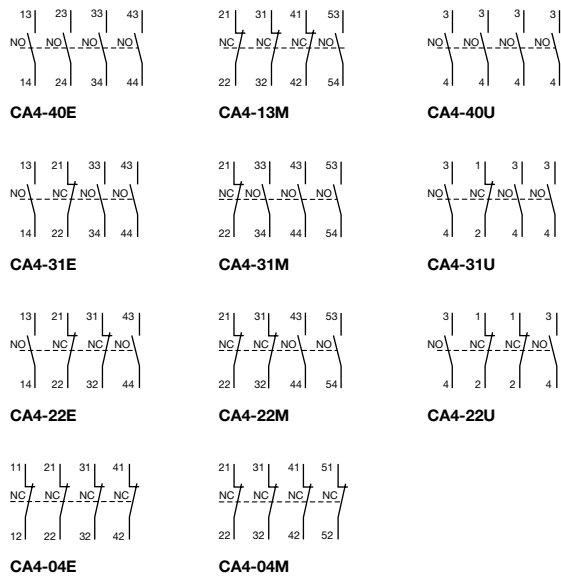 13 23 33 43
NO NO NO NO
14 24 34 44
CA4-40E
21 31 41 53
NC NC NC NO
22 32 42 54
CA4-13M
3 3 3 3
NO NO NO NO
4 4 4 4
CA4-40U
13 21 33 43
NO NC NO NO
14 22 34 44
CA4-31E
21 33 43 53
NC NO NO NO
22 34 44 54
CA4-31M
3 1 3 3
NO NC NO NO
4 2 4 4
CA4-31U
13 21 31 43
NO NC NC NO
14 22 32 44
CA4-22E
21 31 43 53
NC NC NO NO
22 32 44 54
CA4-22M
3 1 1 3
NO NC NC NO
4 2 2 4
CA4-22U
11 21 31 41
NC NC NC NC
12 22 32 42
CA4-04E
21 31 41 51
NC NC NC NC
22 32 42 52
CA4-04M